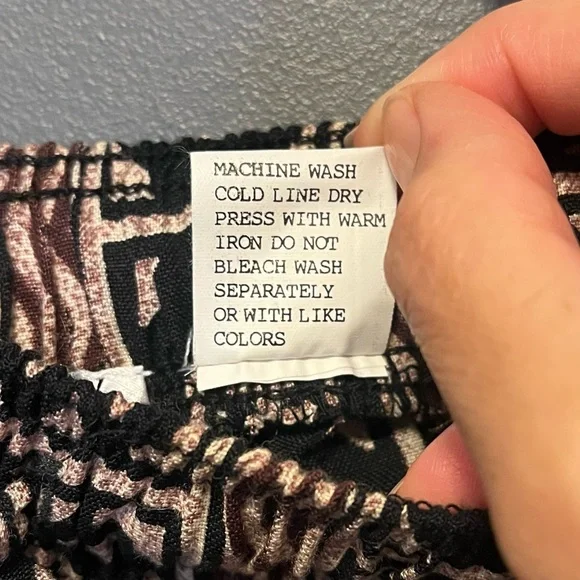 MACHINE WASH
COLD LINE DRY
PRESS WITH WARM
IRON DO NOT
BLEACH WASH
SEPARATELY
OR WITH LIKE
COLORS